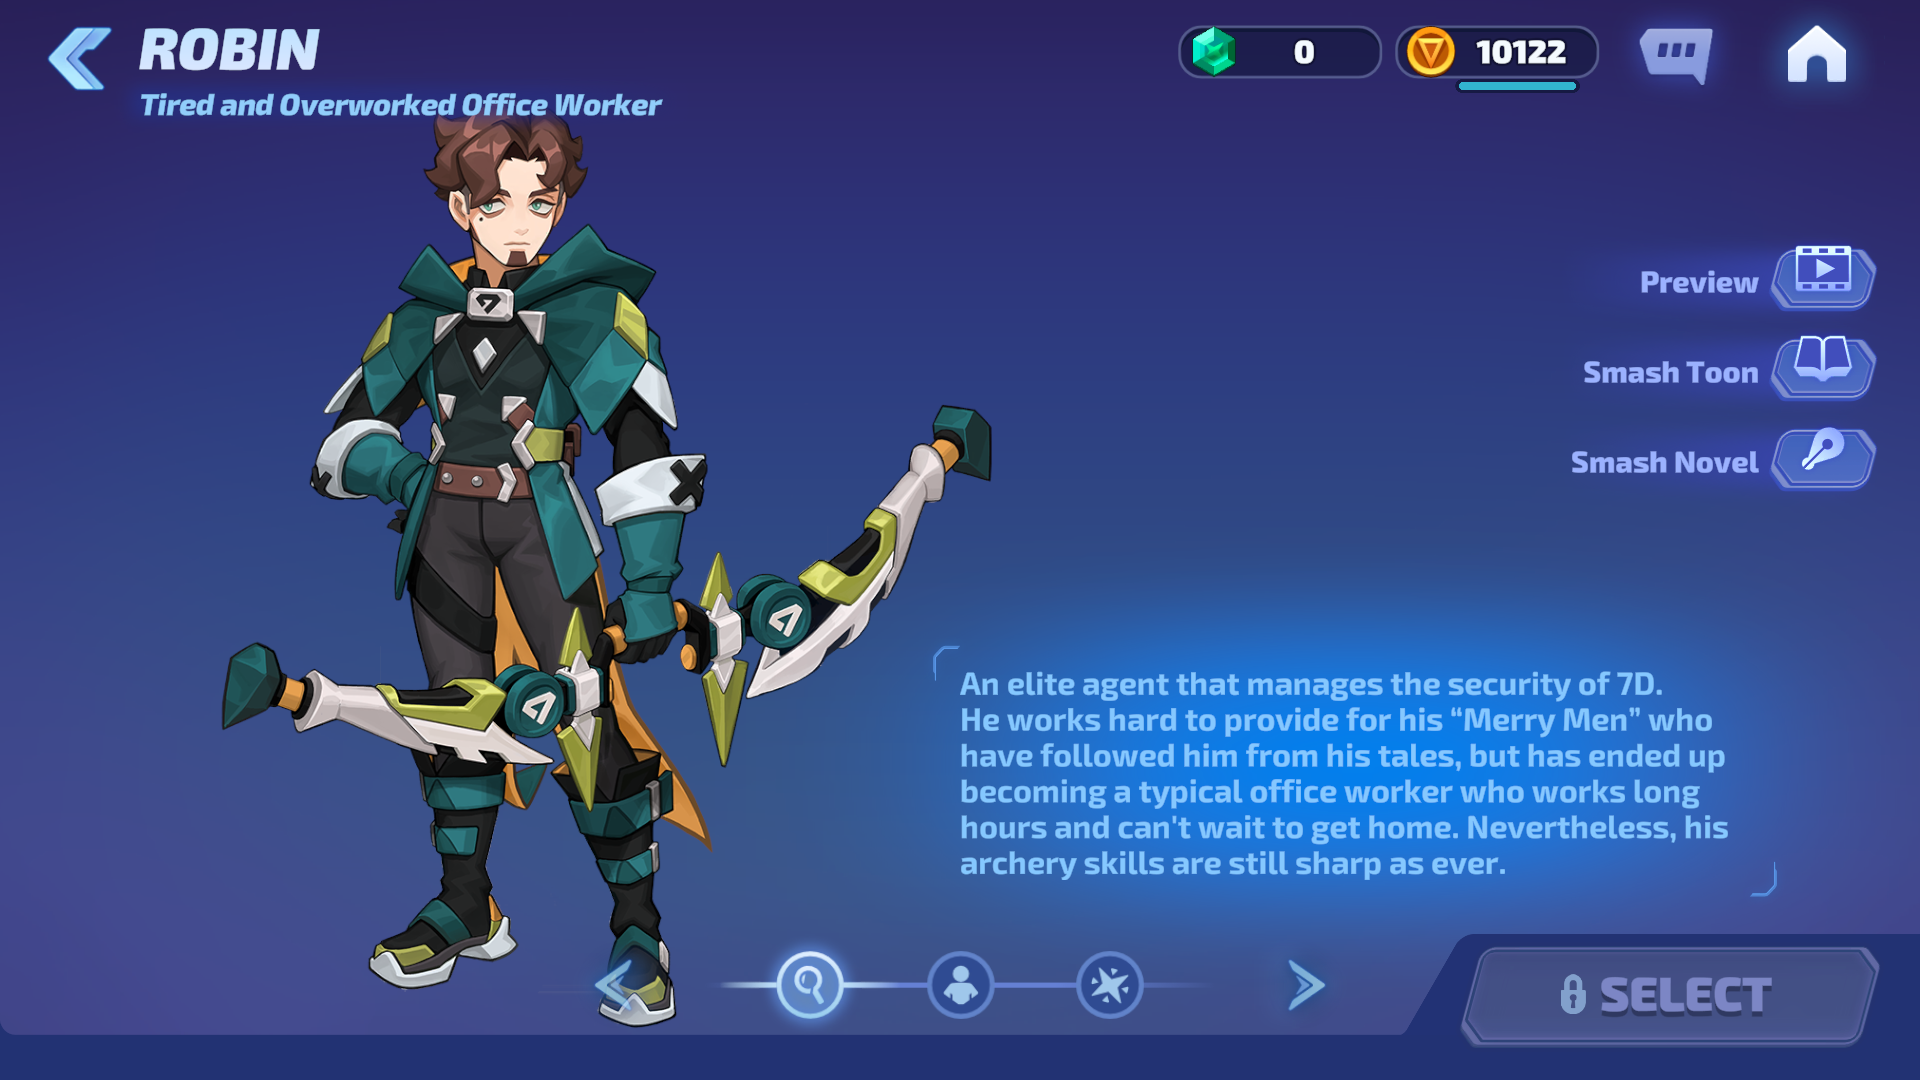 ROBIN
Tired and Overworked Office Worker
0
10122
Preview
Smash Toon
Smash Novel
An elite agent that manages the security of 7D.
He works hard to provide for his “Merry Men” who
have followed him from his tales, but has ended up
becoming a typical office worker who works long
hours and can't wait to get home. Nevertheless, his
archery skills are still sharp as ever.
SELECT